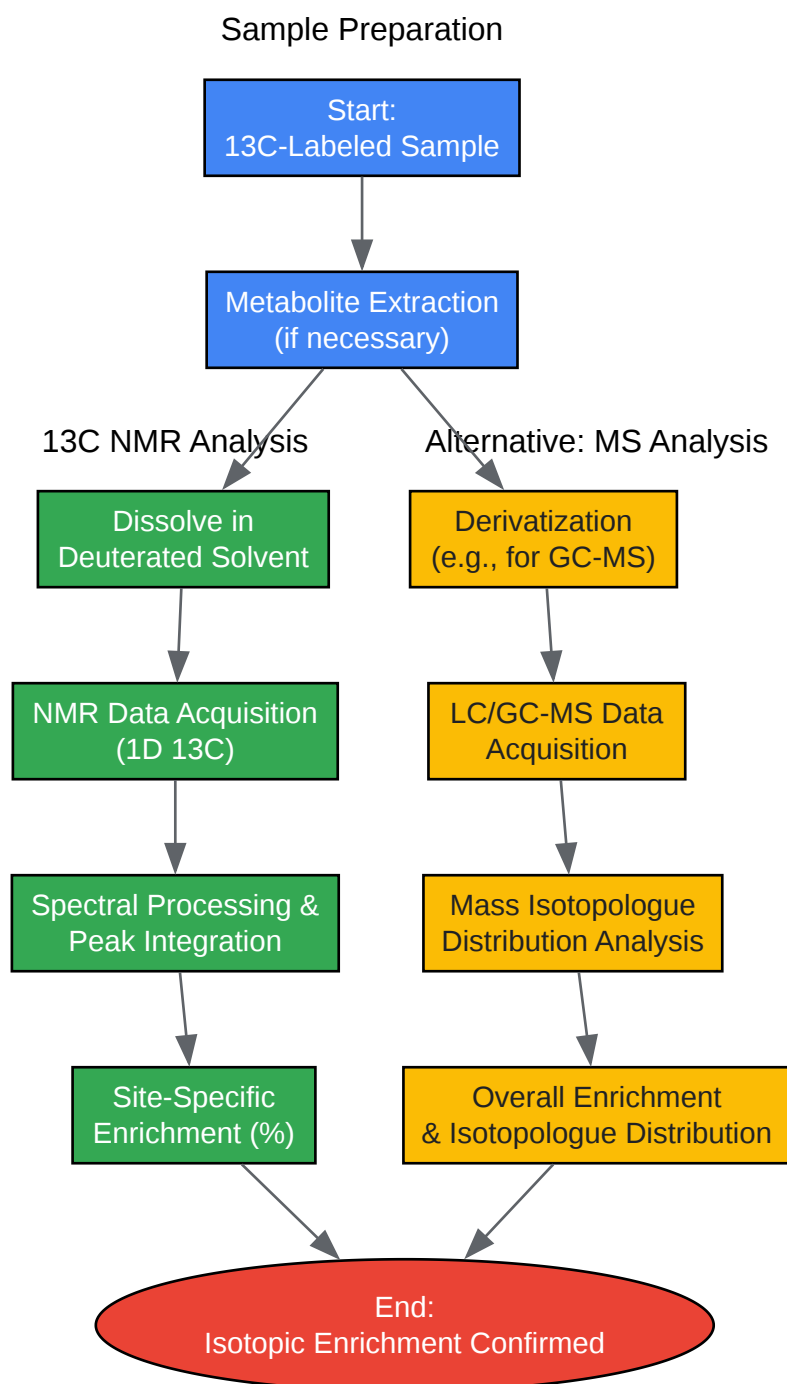 Sample Preparation
Start:
13C-Labeled Sample
Metabolite Extraction
(if necessary)
13C NMR Analysis
Dissolve in
Deuterated Solvent
NMR Data Acquisition
(1D 13C)
Spectral Processing &
Peak Integration
Site-Specific
Enrichment (%)
Alternative: MS Analysis
Derivatization
(e.g., for GC-MS)
LC/GC-MS Data
Acquisition
Mass Isotopologue
Distribution Analysis
Overall Enrichment
& Isotopologue Distribution
End:
Isotopic Enrichment Confirmed